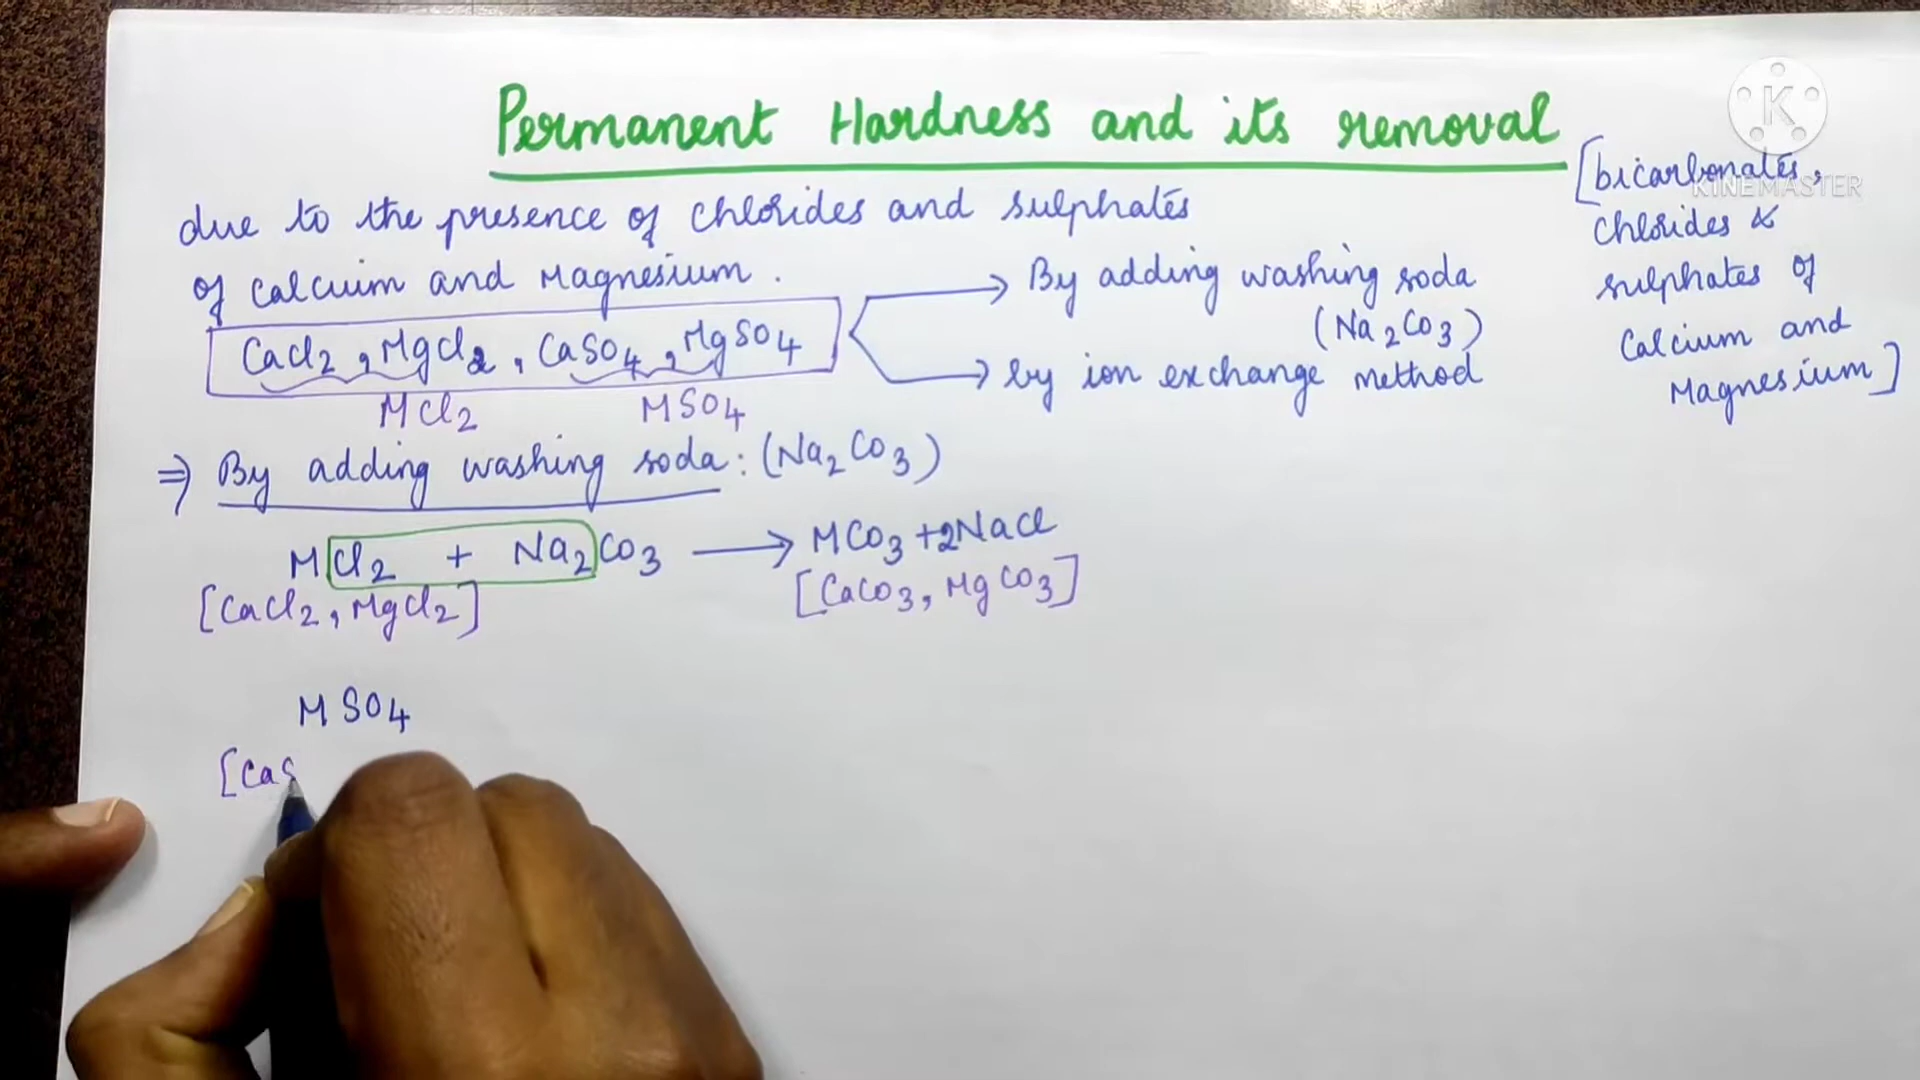 Permanent Hardness and its removal
K
KINEMASTER
[bicarbonates,
chlorides &
sulphates of
Calcium and
Magnesium]
due to the presence of chlorides and sulphates
of calcium and Magnesium.
CaCl2, MgCl2, CaSO4, MgSO4
MCl2 MSO4
→ By adding washing soda
(Na2CO3)
→ by ion exchange method
⇒ By adding washing soda: (Na2CO3)
MCl2 + Na2CO3 → MCO3 + 2NaCl
[CaCl2, MgCl2] [CaCO3, MgCO3]
MSO4
[CaS